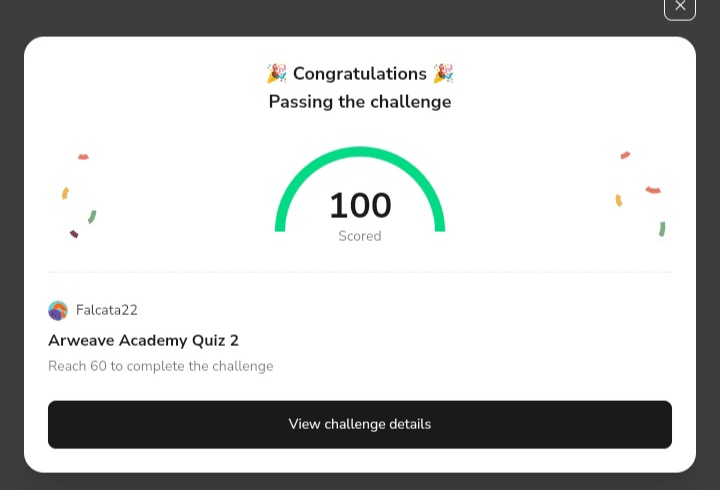 🎉 Congratulations 🎉
Passing the challenge
100
Scored
Falcata22
Arweave Academy Quiz 2
Reach 60 to complete the challenge
View challenge details